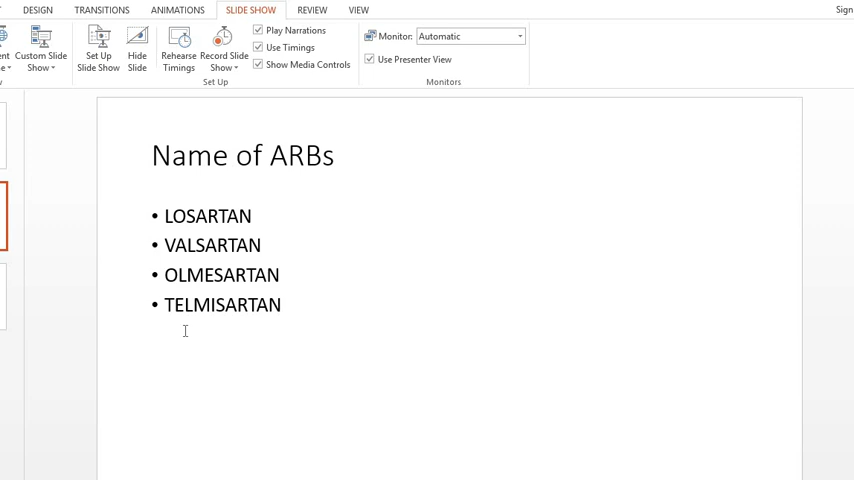 DESIGN TRANSITIONS ANIMATIONS SLIDE SHOW REVIEW VIEW Sign
Custom Slide Show
Set Up Slide Show
Hide Slide
Rehearse Timings
Record Slide Show
Play Narrations
Use Timings
Show Media Controls
Set Up
Monitor: Automatic
Use Presenter View
Monitors
Name of ARBs
• LOSARTAN
• VALSARTAN
• OLMESARTAN
• TELMISARTAN